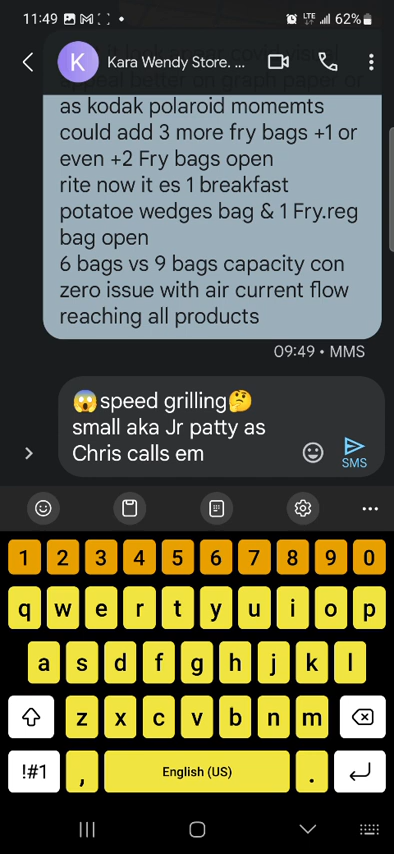 11:49 62%
LTE
Kara Wendy Store. ...
as kodak polaroid momemts
could add 3 more fry bags +1 or
even +2 Fry bags open
rite now it es 1 breakfast
potatoe wedges bag & 1 Fry.reg
bag open
6 bags vs 9 bags capacity con
zero issue with air current flow
reaching all products
09:49 • MMS
😱speed grilling🤔
small aka Jr patty as
Chris calls em
SMS
1 2 3 4 5 6 7 8 9 0
q w e r t y u i o p
a s d f g h j k l
z x c v b n m
!#1 , English (US) .